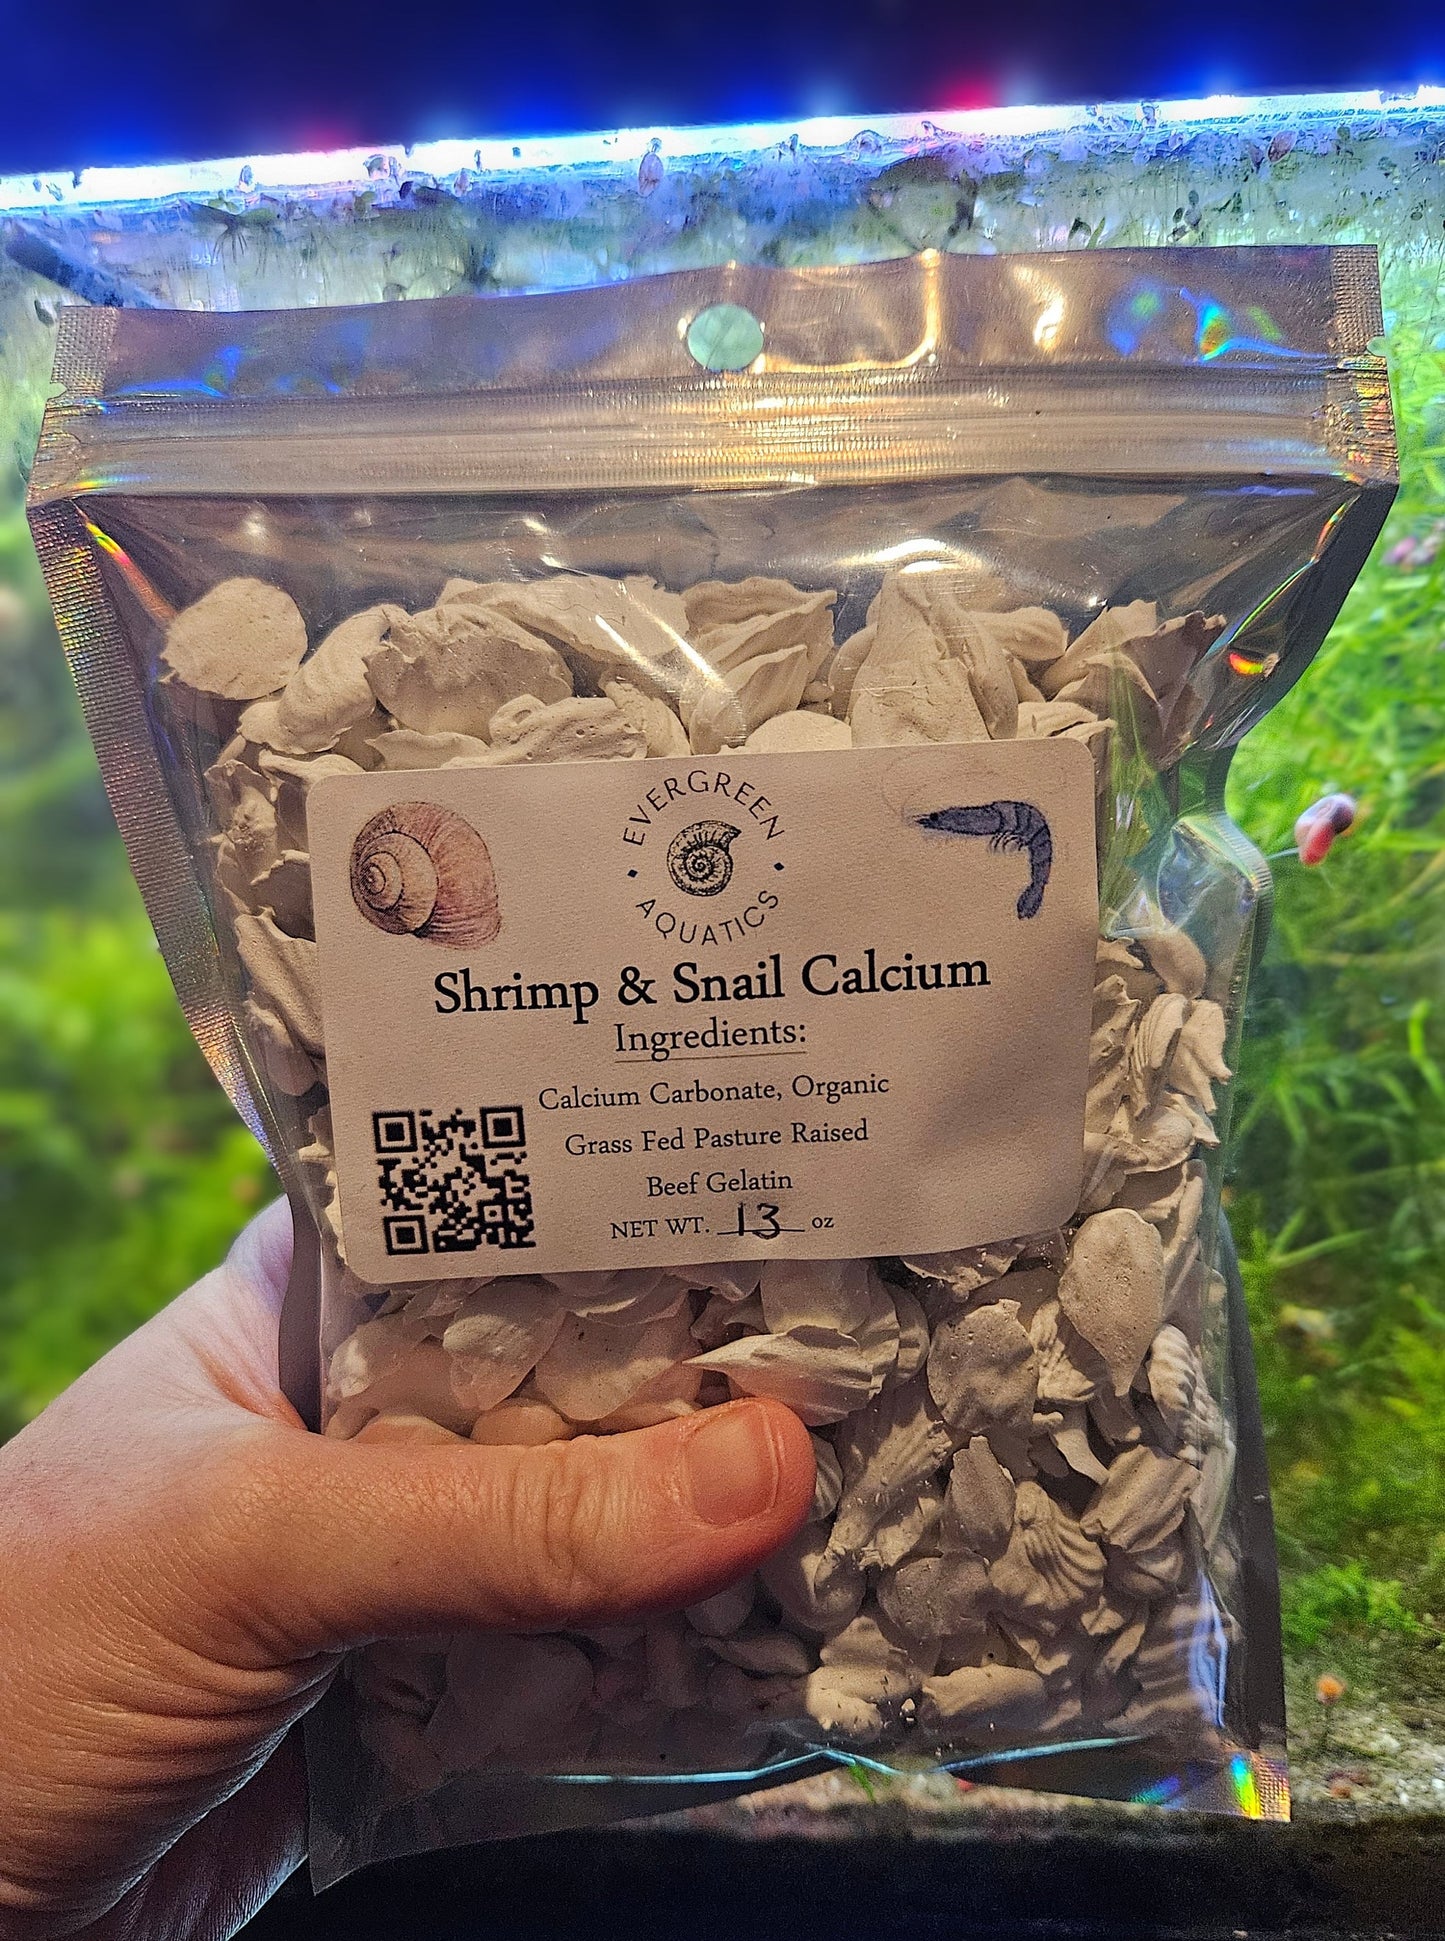 EVERGREEN
AQUATICS
Shrimp & Snail Calcium
Ingredients:
Calcium Carbonate, Organic
Grass Fed Pasture Raised
Beef Gelatin
NET WT. 13 oz